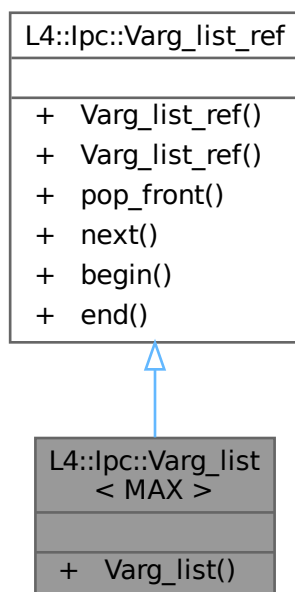 L4::Ipc::Varg_list_ref
+ Varg_list_ref()
+ Varg_list_ref()
+ pop_front()
+ next()
+ begin()
+ end()
L4::Ipc::Varg_list
< MAX >
+ Varg_list()